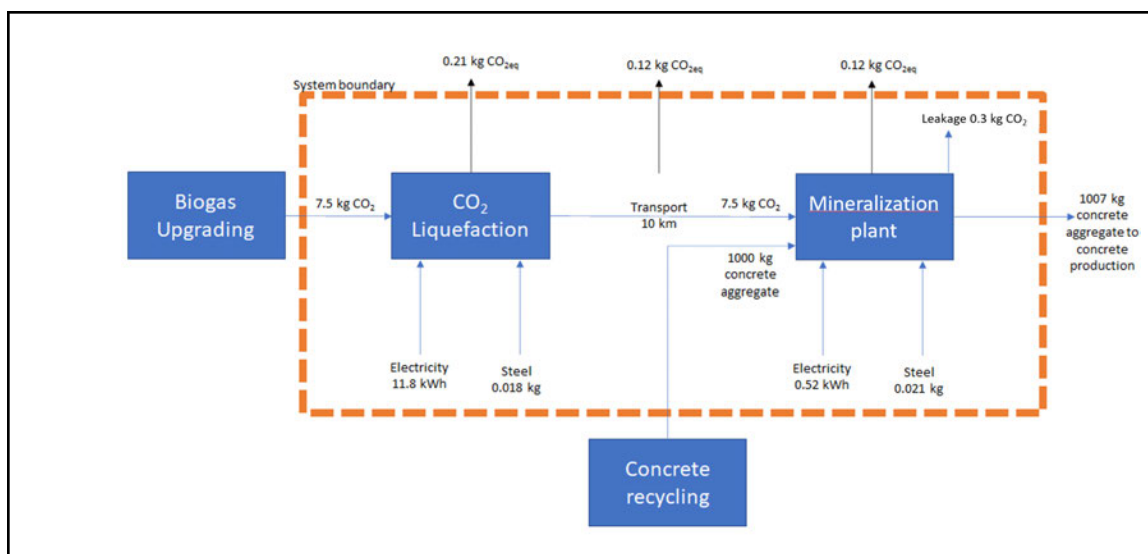 0.21 kg CO2eq
0.12 kg CO2eq
0.12 kg CO2eq
System boundary
Leakage 0.3 kg CO2
Biogas
Upgrading
7.5 kg CO2
CO2
Liquefaction
Transport
10 km
7.5 kg CO2
Mineralization
plant
1007 kg
concrete
aggregate to
concrete
production
1000 kg
concrete
aggregate
Electricity
11.8 kWh
Steel
0.018 kg
Electricity
0.52 kWh
Steel
0.021 kg
Concrete
recycling